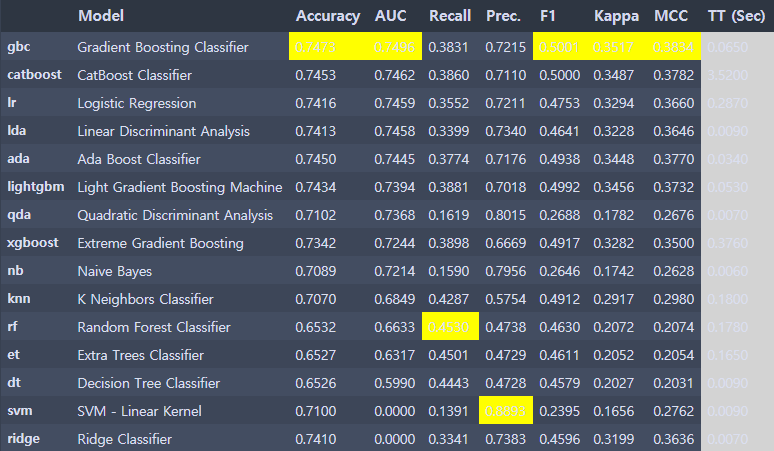 Model Accuracy AUC Recall Prec. F1 Kappa MCC TT (Sec)
gbc Gradient Boosting Classifier 0.7473 0.7496 0.3831 0.7215 0.3517 0.3834 0.0650
catboost CatBoost Classifier 0.7453 0.7462 0.3860 0.7110 0.5000 0.3487 0.3782 3.5200
lr Logistic Regression 0.7416 0.7459 0.3552 0.7211 0.4753 0.3294 0.3660 0.2870
lda Linear Discriminant Analysis 0.7413 0.7458 0.3399 0.7340 0.4641 0.3228 0.3646 0.0090
ada Ada Boost Classifier 0.7450 0.7445 0.3774 0.7176 0.4938 0.3448 0.3770 0.0340
lightgbm Light Gradient Boosting Machine 0.7434 0.7394 0.3881 0.7018 0.4992 0.3456 0.3732 0.0530
qda Quadratic Discriminant Analysis 0.7102 0.7368 0.1619 0.8015 0.2688 0.1782 0.2676 0.0070
xgboost Extreme Gradient Boosting 0.7342 0.7244 0.3898 0.6669 0.4917 0.3282 0.3500 0.3760
nb Naive Bayes 0.7089 0.7214 0.1590 0.7956 0.2646 0.1742 0.2628 0.0060
knn K Neighbors Classifier 0.7070 0.6849 0.4287 0.5754 0.4912 0.2917 0.2980 0.1800
rf Random Forest Classifier 0.6532 0.6633 0.4530 0.4738 0.4630 0.2072 0.2074 0.1780
et Extra Trees Classifier 0.6527 0.6317 0.4501 0.4729 0.4611 0.2052 0.2054 0.1650
dt Decision Tree Classifier 0.6526 0.5990 0.4443 0.4728 0.4579 0.2027 0.2031 0.0090
svm SVM - Linear Kernel 0.7100 0.0000 0.1391 0.2395 0.1656 0.2762 0.0090
ridge Ridge Classifier 0.7410 0.0000 0.3341 0.7383 0.4596 0.3199 0.3636 0.0070